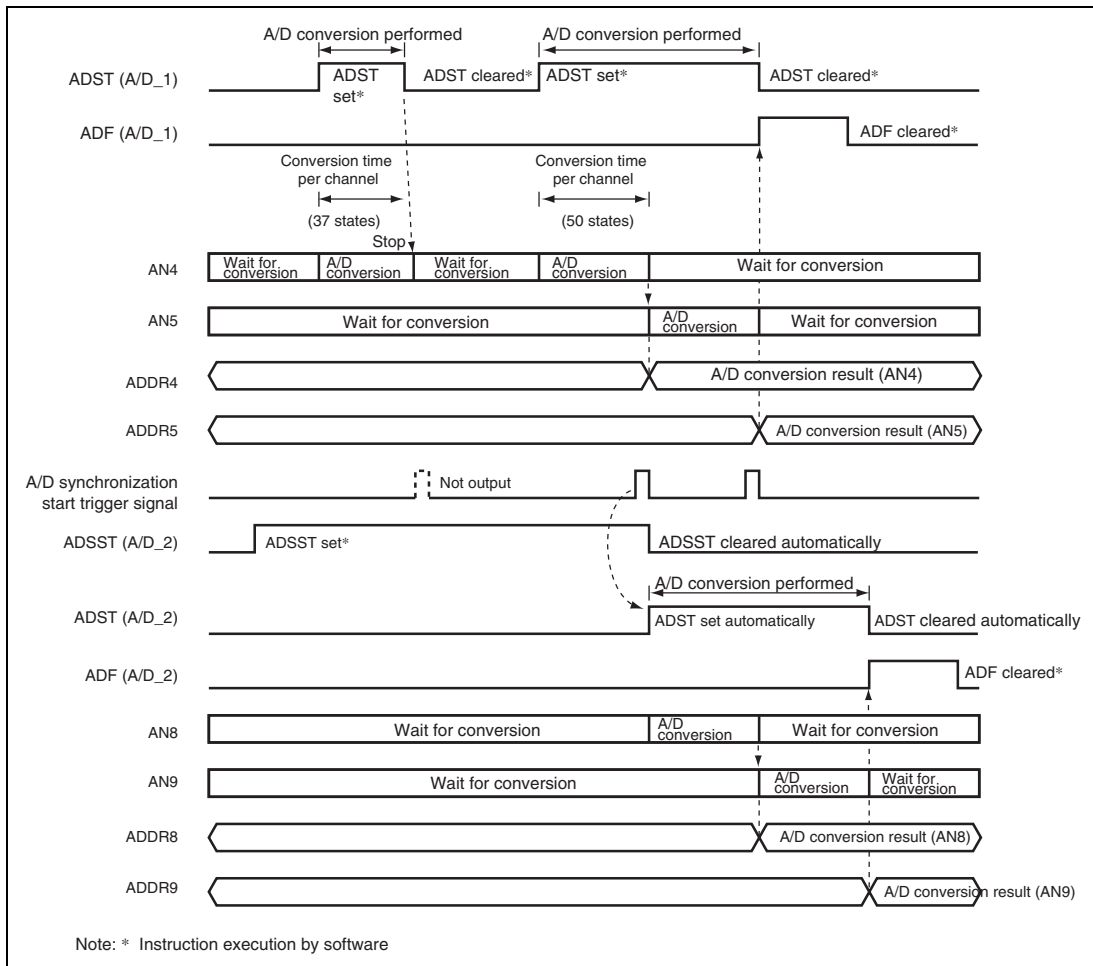 A/D conversion performed A/D conversion performed
ADST (A/D_1) ADST set* ADST cleared* ADST set* ADST cleared*
ADF (A/D_1) ADF cleared*
Conversion time per channel Conversion time per channel
(37 states) (50 states)
Stop
AN4 Wait for conversion A/D conversion Wait for conversion A/D conversion Wait for conversion
AN5 Wait for conversion A/D conversion Wait for conversion
ADDR4 A/D conversion result (AN4)
ADDR5 A/D conversion result (AN5)
A/D synchronization start trigger signal Not output
ADSST (A/D_2) ADSST set* ADSST cleared automatically
A/D conversion performed
ADST (A/D_2) ADST set automatically ADST cleared automatically
ADF (A/D_2) ADF cleared*
AN8 Wait for conversion A/D conversion Wait for conversion
AN9 Wait for conversion A/D conversion Wait for conversion
ADDR8 A/D conversion result (AN8)
ADDR9 A/D conversion result (AN9)
Note: * Instruction execution by software